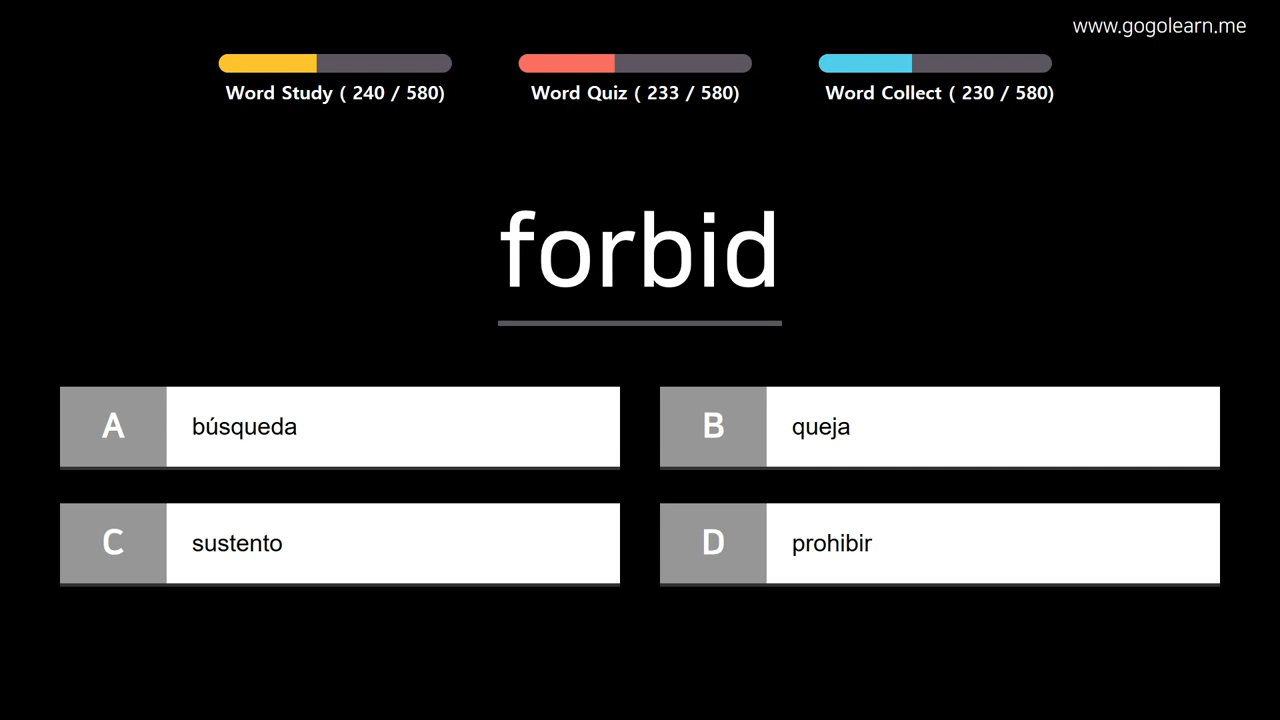 www.gogolearn.me
Word Study ( 240 / 580)
Word Quiz ( 233 / 580)
Word Collect ( 230 / 580)
forbid
A búsqueda
B queja
C sustento
D prohibir